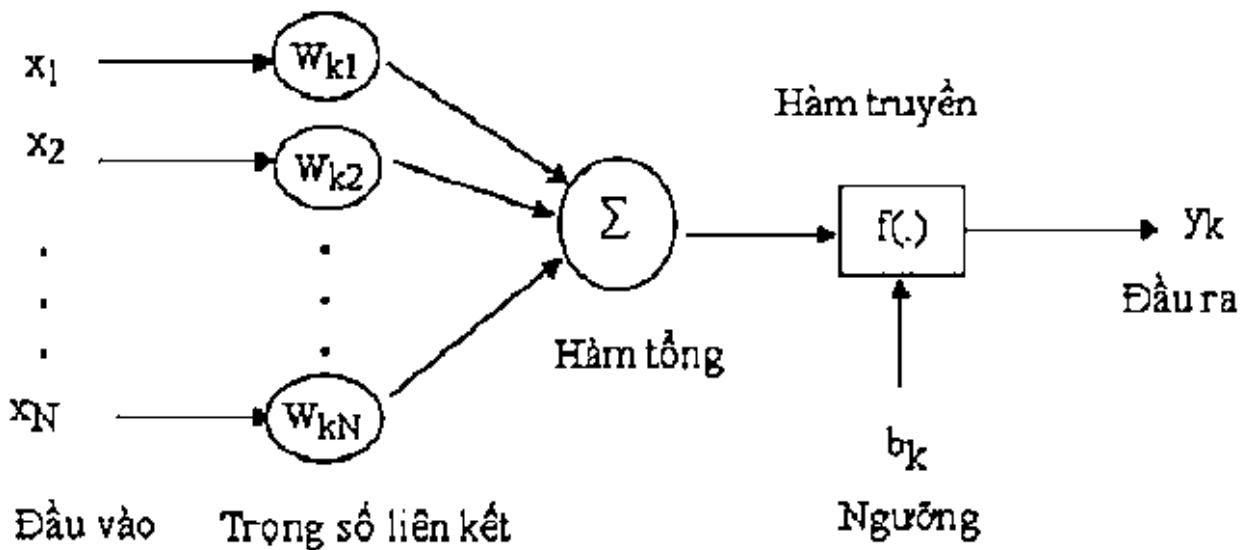 x1
Wk1
Hàm truyền
x2
Wk2
Σ
f(.)
yk
Đầu ra
Hàm tổng
xN
WkN
bk
Đầu vào
Trọng số liên kết
Ngưỡng